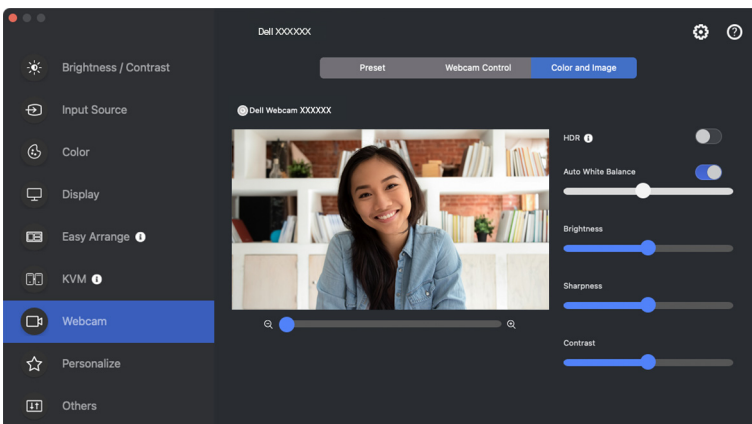 Dell XXXXXX
Preset
Webcam Control
Color and Image
Brightness / Contrast
Input Source
Color
Display
Easy Arrange
KVM
Webcam
Personalize
Others
Dell Webcam XXXXXX
HDR
Auto White Balance
Brightness
Sharpness
Contrast